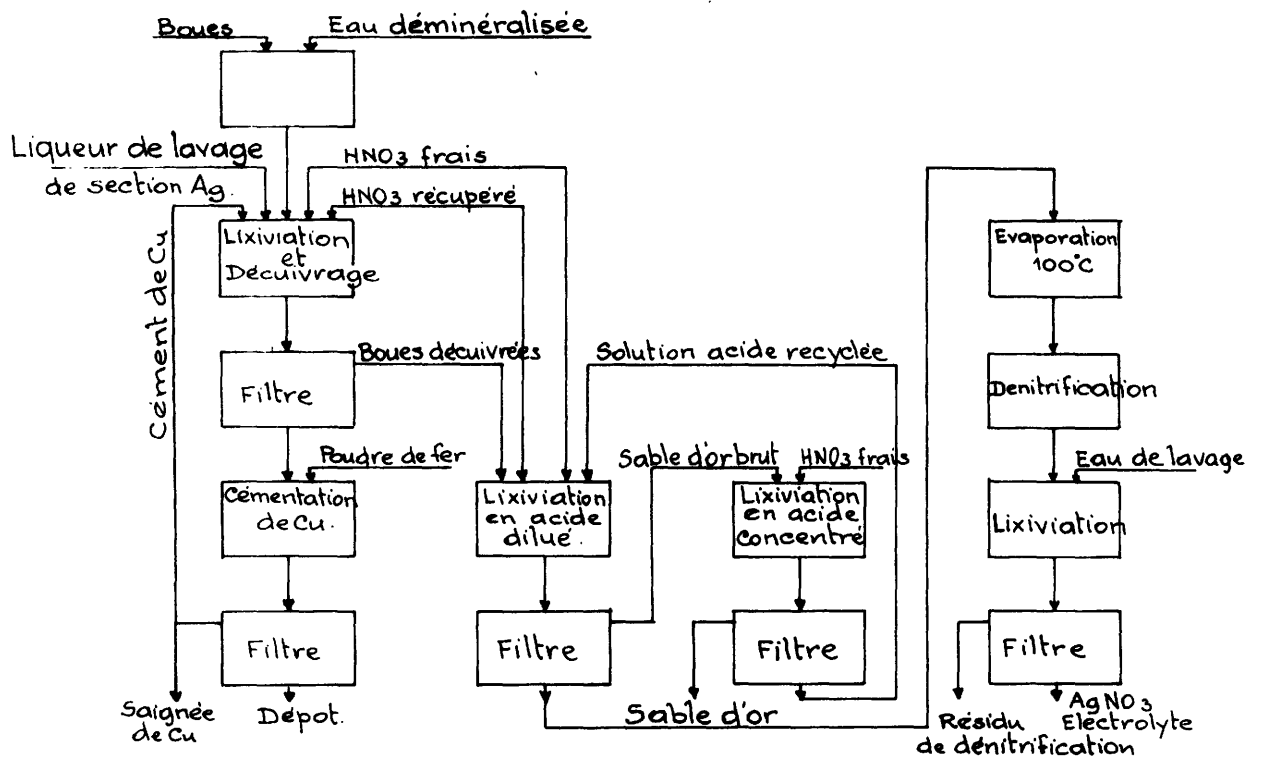 Boues
Eau déminéralisée
Liqueur de lavage
de section Ag.
HNO3 frais
HNO3 récupéré
Cément de Cu
Lixiviation
et
Décuivrage
Evaporation
100°C
Filtre
Boues décuivrées
Solution acide recyclée
Denitrification
Poudre de fer
Sable d'or brut
HNO3 frais
Eau de lavage
Cémentation
de Cu.
Lixiviation
en acide
dilué.
Lixiviation
en acide
concentré
Lixiviation
Filtre
Filtre
Filtre
Filtre
Saignée
de Cu
Dépot.
Sable d'or
Résidu
de dénitrification
AgNO3
Electrolyte